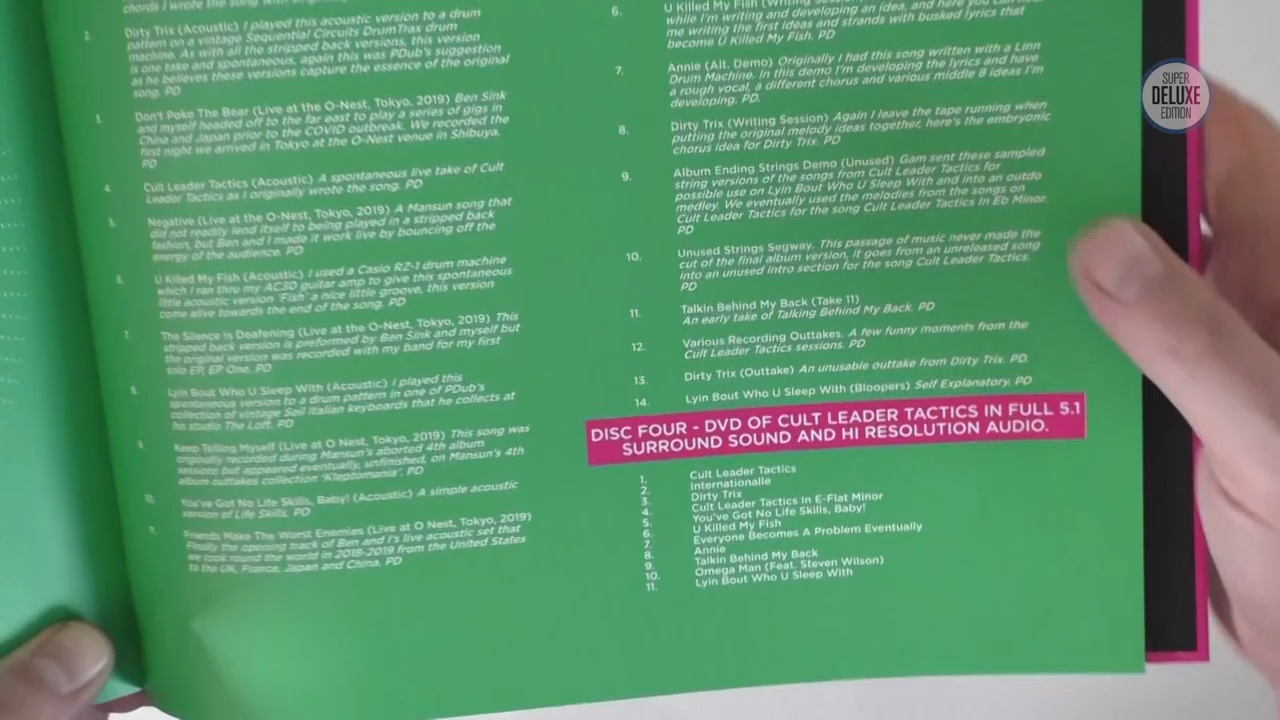 chords I wrote the song with
2. Dirty Trix (Acoustic) I played this acoustic version to a drum
pattern on a vintage Sequential Circuits DrumTrax drum
machine. As with all the stripped back versions, this version
is one take and spontaneous, again this was PDub's suggestion
as he believes these versions capture the essence of the original
song. PD
Don't Poke The Bear (Live at the O-Nest, Tokyo, 2019) Ben Sink
and myself headed off to the far east to play a series of gigs in
China and Japan prior to the COVID outbreak. We recorded the
first night we arrived in Tokyo at the O-Nest venue in Shibuya.
PD
4. Cult Leader Tactics (Acoustic) A spontaneous live take of Cult
Leader Tactics as I originally wrote the song. PD
5. Negative (Live at the O-Nest, Tokyo, 2019) A Mansun song that
did not readily lend itself to being played in a stripped back
fashion, but Ben and I made it work live by bouncing off the
energy of the audience. PD
6. U Killed My Fish (Acoustic) I used a Casio RZ-1 drum machine
which I ran thru my AC30 guitar amp to give this spontaneous
little acoustic version 'Fish' a nice little groove, this version
come alive towards the end of the song. PD
7. The Silence is Deafening (Live at the O-Nest, Tokyo, 2019) This
stripped back version is preformed by Ben Sink and myself but
the original version was recorded with my band for my first
solo EP, EP One. PD
8. Lyin Bout Who U Sleep With (Acoustic) I played this
spontaneous version to a drum pattern in one of PDub's
collection of vintage Seil Italian keyboards that he collects at
his studio The Loft. PD
9. Keep Telling Myself (Live at O Nest, Tokyo, 2019) This song was
originally recorded during Mansun's aborted 4th album
sessions but appeared eventually, unfinished, on Mansun's 4th
album outtakes collection 'Kleptomania'. PD
10. You've Got No Life Skills, Baby! (Acoustic) A simple acoustic
version of Life Skills. PD
11. Friends Make The Worst Enemies (Live at O Nest, Tokyo, 2019)
Finally the opening track of Ben and I's live acoustic set that
we took round the world in 2018-2019 from the United States
to the UK, France, Japan and China. PD
6. U Killed My Fish
while I'm writing and developing an idea, and here you can
me writing the first ideas and strands with busked lyrics that
become U Killed My Fish. PD
7. Annie (Alt. Demo) Originally I had this song written with a Linn
Drum Machine. In this demo I'm developing the lyrics and have
a rough vocal, a different chorus and various middle 8 ideas I'm
developing. PD.
8. Dirty Trix (Writing Session) Again I leave the tape running when
putting the original melody ideas together, here's the embryonic
chorus idea for Dirty Trix. PD
9. Album Ending Strings Demo (Unused) Gam sent these sampled
string versions of the songs from Cult Leader Tactics for
possible use on Lyin Bout Who U Sleep With and into an outdo
medley. We eventually used the melodies from the songs on
Cult Leader Tactics for the song Cult Leader Tactics In Eb Minor.
PD
10. Unused Strings Segway. This passage of music never made the
cut of the final album version, it goes from an unreleased song
into an unused intro section for the song Cult Leader Tactics.
PD
11. Talkin Behind My Back (Take 11)
An early take of Talking Behind My Back. PD
12. Various Recording Outtakes. A few funny moments from the
Cult Leader Tactics sessions. PD
13. Dirty Trix (Outtake) An unusable outtake from Dirty Trix. PD.
14. Lyin Bout Who U Sleep With (Bloopers) Self Explanatory. PD
DISC FOUR - DVD OF CULT LEADER TACTICS IN FULL 5.1
SURROUND SOUND AND HI RESOLUTION AUDIO.
1. Cult Leader Tactics
2. Internationalle
3. Dirty Trix
4. Cult Leader Tactics In E-Flat Minor
5. You've Got No Life Skills, Baby!
6. U Killed My Fish
7. Everyone Becomes A Problem Eventually
8. Annie
9. Talkin Behind My Back
10. Omega Man (Feat. Steven Wilson)
11. Lyin Bout Who U Sleep With
SUPER
DELUXE
EDITION